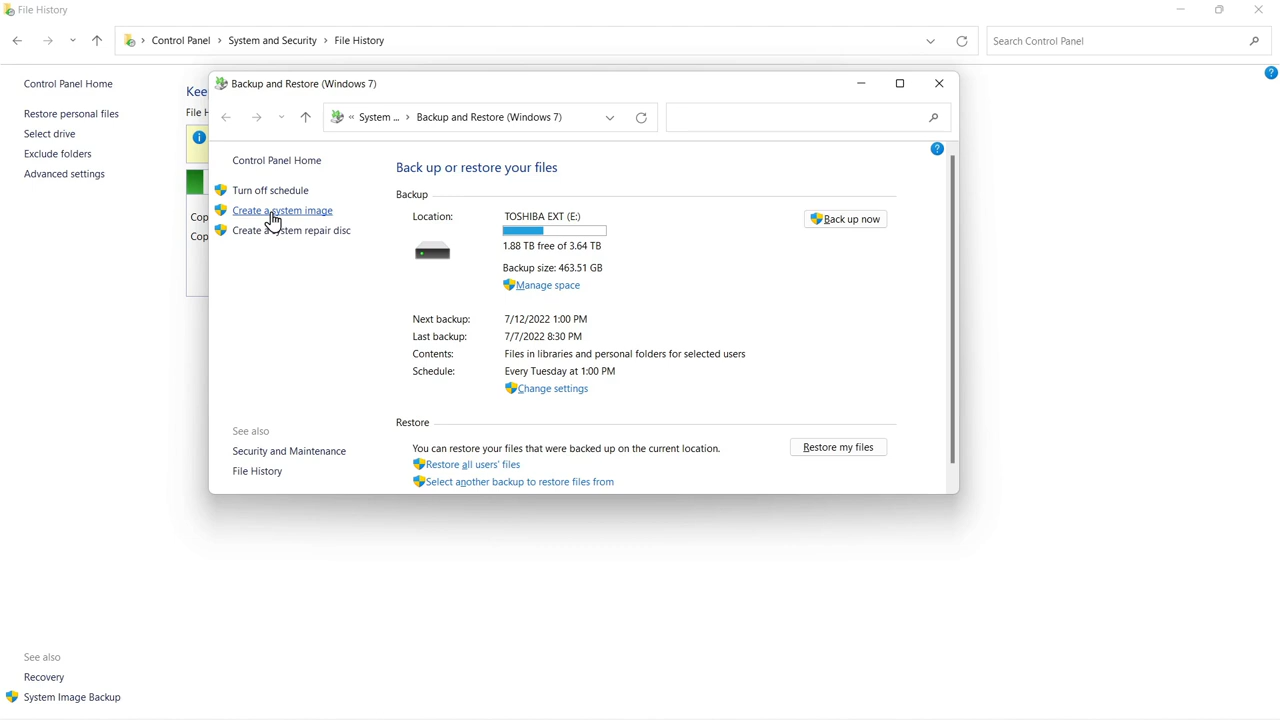 File History
Control Panel › System and Security › File History
Search Control Panel
Control Panel Home
Restore personal files
Select drive
Exclude folders
Advanced settings
Kee
File H
Cop
Cop
See also
Recovery
System Image Backup
Backup and Restore (Windows 7)
« System ... › Backup and Restore (Windows 7)
Control Panel Home
Turn off schedule
Create a system image
Create a system repair disc
See also
Security and Maintenance
File History
Back up or restore your files
Backup
Location: TOSHIBA EXT (E:)
Back up now
1.88 TB free of 3.64 TB
Backup size: 463.51 GB
Manage space
Next backup: 7/12/2022 1:00 PM
Last backup: 7/7/2022 8:30 PM
Contents: Files in libraries and personal folders for selected users
Schedule: Every Tuesday at 1:00 PM
Change settings
Restore
You can restore your files that were backed up on the current location.
Restore my files
Restore all users' files
Select another backup to restore files from